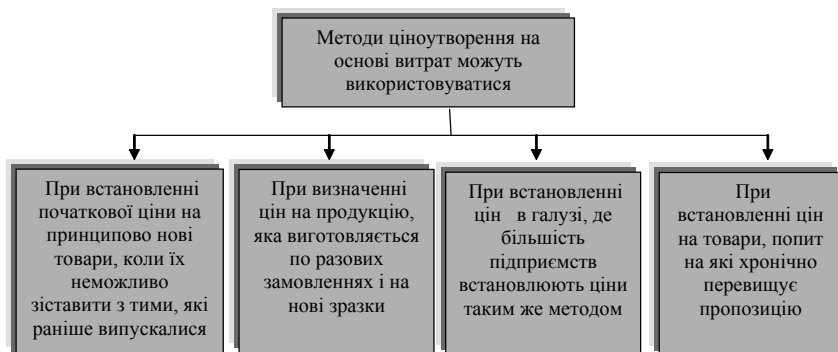 Методи ціноутворення на
основі витрат можуть
використовуватися
При встановленні
початкової ціни на
принципово нові
товари, коли їх
неможливо
зіставити з тими, які
раніше випускалися
При визначенні
цін на продукцію,
яка виготовляється
по разових
замовленнях і на
нові зразки
При встановленні
цін в галузі, де
більшість
підприємств
встановлюють ціни
таким же методом
При
встановленні цін
на товари, попит
на які хронічно
перевищує
пропозицію